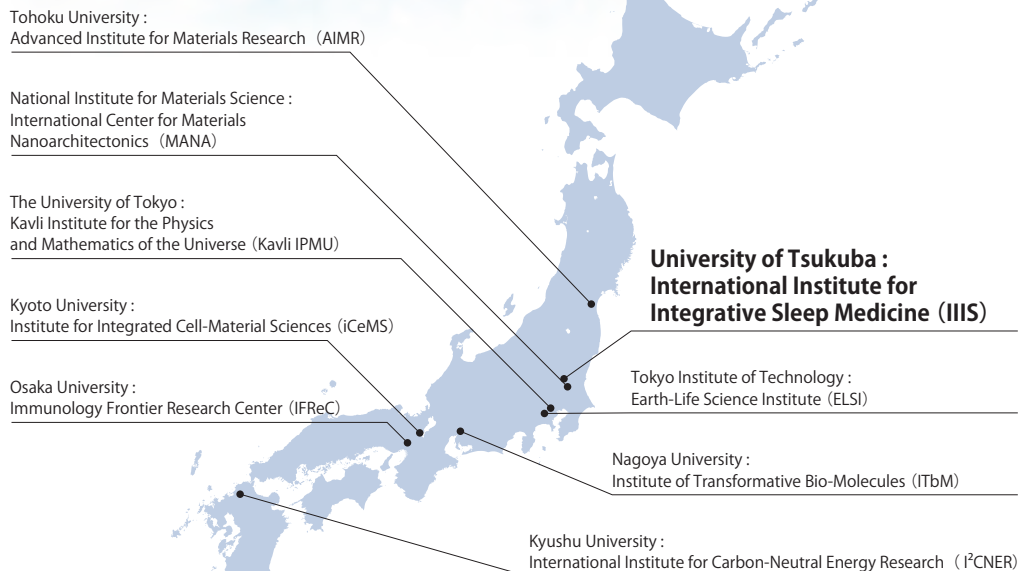 Tohoku University :
Advanced Institute for Materials Research（AIMR）
National Institute for Materials Science :
International Center for Materials
Nanoarchitectonics（MANA）
The University of Tokyo :
Kavli Institute for the Physics
and Mathematics of the Universe（Kavli IPMU）
Kyoto University :
Institute for Integrated Cell-Material Sciences（iCeMS）
Osaka University :
Immunology Frontier Research Center（IFReC）
University of Tsukuba :
International Institute for
Integrative Sleep Medicine（IIIS）
Tokyo Institute of Technology :
Earth-Life Science Institute（ELSI）
Nagoya University :
Institute of Transformative Bio-Molecules（ITbM）
Kyushu University :
International Institute for Carbon-Neutral Energy Research（ I²CNER）